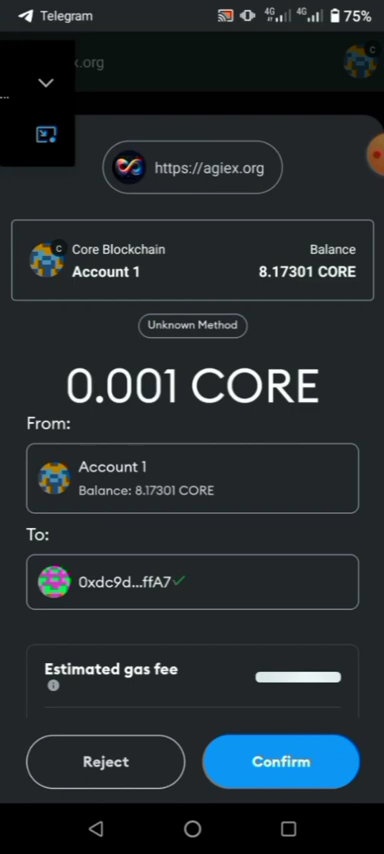 Telegram
4G
4G
75%
x.org
C
...
https://agiex.org
C
Core Blockchain
Balance
Account 1
8.17301 CORE
Unknown Method
0.001 CORE
From:
Account 1
Balance: 8.17301 CORE
To:
0xdc9d...ffA7
Estimated gas fee
Reject
Confirm